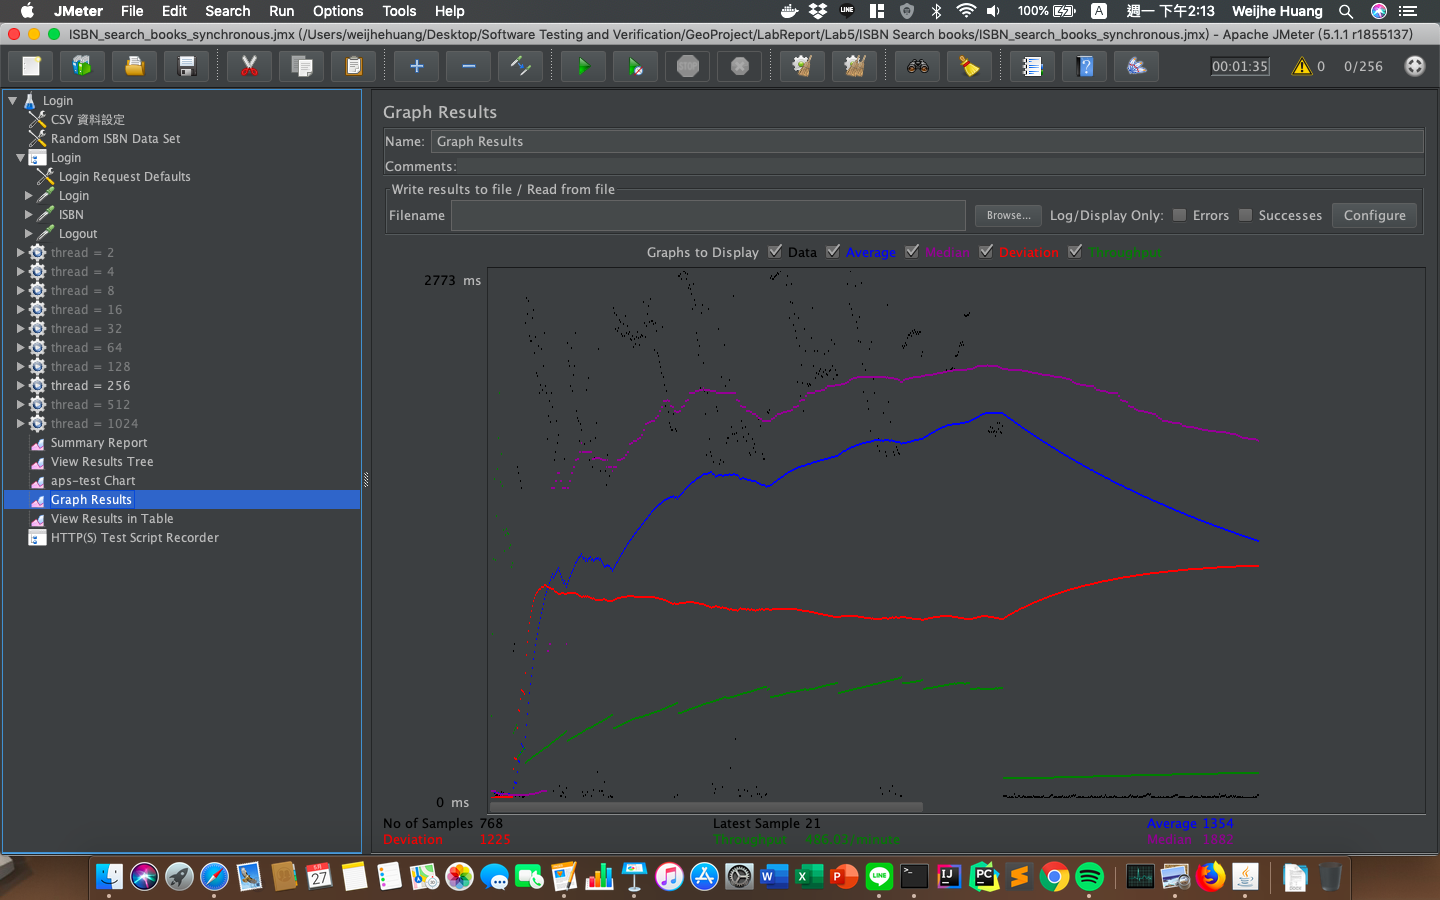 JMeter File Edit Search Run Options Tools Help 100% A 週一 下午2:13 Weijhe Huang
ISBN_search_books_synchronous.jmx (/Users/weijhehuang/Desktop/Software Testing and Verification/GeoProject/LabReport/Lab5/ISBN Search books/ISBN_search_books_synchronous.jmx) - Apache JMeter (5.1.1 r1855137)
STOP 00:01:35 0 0/256
Login
CSV 資料設定
Random ISBN Data Set
Login
Login Request Defaults
Login
ISBN
Logout
thread = 2
thread = 4
thread = 8
thread = 16
thread = 32
thread = 64
thread = 128
thread = 256
thread = 512
thread = 1024
Summary Report
View Results Tree
aps-test Chart
Graph Results
View Results in Table
HTTP(S) Test Script Recorder
Graph Results
Name: Graph Results
Comments:
Write results to file / Read from file
Filename Browse... Log/Display Only: Errors Successes Configure
Graphs to Display Data Average Median Deviation Throughput
2773 ms
0 ms
No of Samples 768 Latest Sample 21 Average 1354
Deviation 1225 Throughput 486.03/minute Median
27 W X P LINE IJ PC S